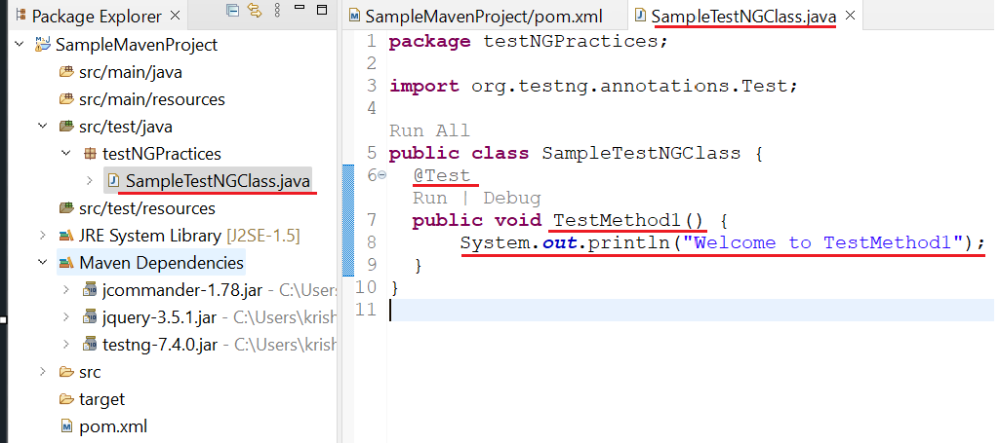 Package Explorer
SampleMavenProject
src/main/java
src/main/resources
src/test/java
testNGPractices
SampleTestNGClass.java
src/test/resources
JRE System Library [J2SE-1.5]
Maven Dependencies
jcommander-1.78.jar - C:\Users
jquery-3.5.1.jar - C:\Users\krish
testng-7.4.0.jar - C:\Users\krish
src
target
pom.xml
SampleMavenProject/pom.xml SampleTestNGClass.java
1 package testNGPractices;
2
3 import org.testng.annotations.Test;
4
Run All
5 public class SampleTestNGClass {
6 @Test
Run | Debug
7 public void TestMethod1() {
8 System.out.println("Welcome to TestMethod1");
9 }
10 }
11